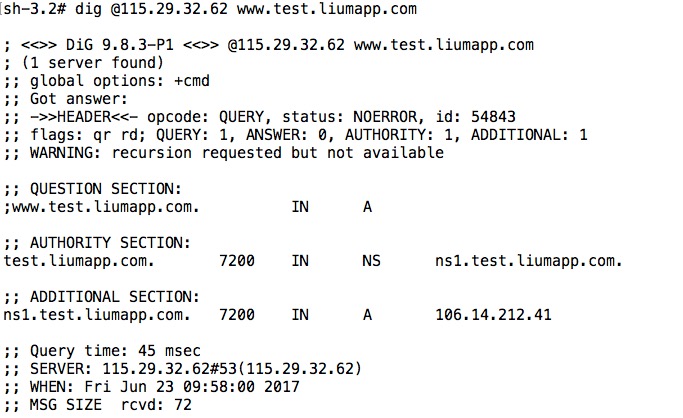 sh-3.2# dig @115.29.32.62 www.test.liumapp.com
; <<>> DiG 9.8.3-P1 <<>> @115.29.32.62 www.test.liumapp.com
; (1 server found)
;; global options: +cmd
;; Got answer:
;; ->>HEADER<<- opcode: QUERY, status: NOERROR, id: 54843
;; flags: qr rd; QUERY: 1, ANSWER: 0, AUTHORITY: 1, ADDITIONAL: 1
;; WARNING: recursion requested but not available
;; QUESTION SECTION:
;www.test.liumapp.com. IN A
;; AUTHORITY SECTION:
test.liumapp.com. 7200 IN NS ns1.test.liumapp.com.
;; ADDITIONAL SECTION:
ns1.test.liumapp.com. 7200 IN A 106.14.212.41
;; Query time: 45 msec
;; SERVER: 115.29.32.62#53(115.29.32.62)
;; WHEN: Fri Jun 23 09:58:00 2017
;; MSG SIZE rcvd: 72